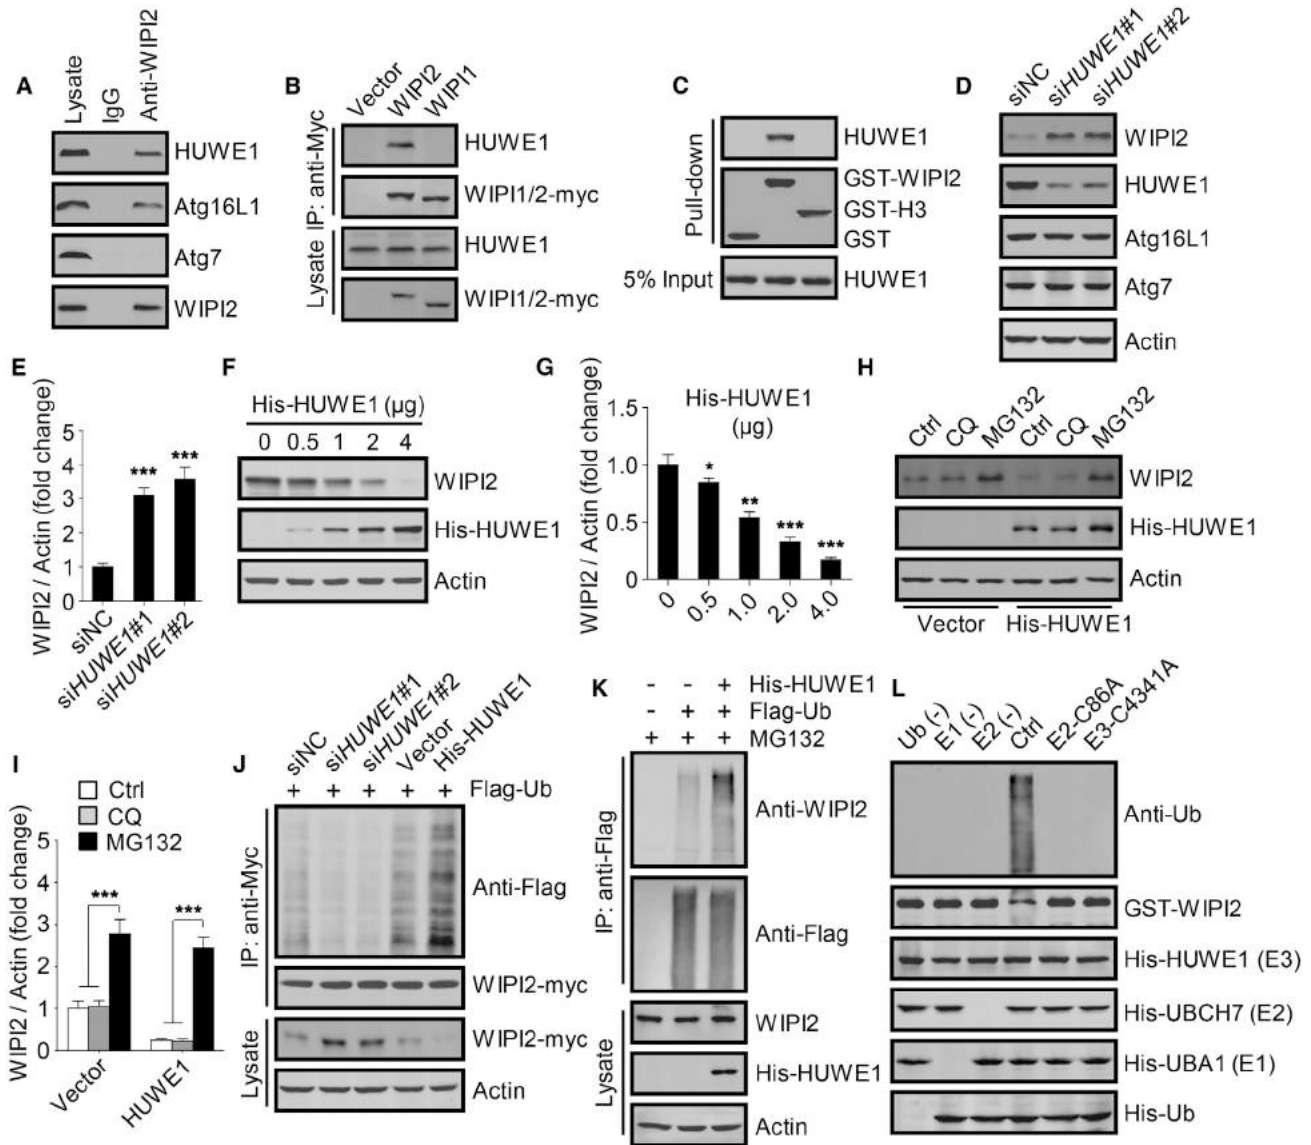 A
Lysate
IgG
Anti-WIPI2
HUWE1
Atg16L1
Atg7
WIPI2
B
Vector
WIPI2
WIPI1
IP: anti-Myc
Lysate
HUWE1
WIPI1/2-myc
HUWE1
WIPI1/2-myc
C
Pull-down
HUWE1
GST-WIPI2
GST-H3
GST
5% Input
HUWE1
D
siNC
siHUWE1#1
siHUWE1#2
WIPI2
HUWE1
Atg16L1
Atg7
Actin
E
WIPI2 / Actin (fold change)
5
4
3
2
1
0
***
***
siNC
siHUWE1#1
siHUWE1#2
F
His-HUWE1 (µg)
0 0.5 1 2 4
WIPI2
His-HUWE1
Actin
G
WIPI2 / Actin (fold change)
His-HUWE1
(µg)
1.5
1.0
0.5
0
*
**
***
***
0 0.5 1.0 2.0 4.0
H
Ctrl
CQ
MG132
Ctrl
CQ
MG132
WIPI2
His-HUWE1
Actin
Vector His-HUWE1
I
Ctrl
CQ
MG132
WIPI2 / Actin (fold change)
5
4
3
2
1
0
***
***
Vector
HUWE1
J
siNC
siHUWE1#1
siHUWE1#2
Vector
His-HUWE1
+ + + + + Flag-Ub
IP: anti-Myc
Anti-Flag
WIPI2-myc
Lysate
WIPI2-myc
Actin
K
- - + His-HUWE1
- + + Flag-Ub
+ + + MG132
IP: anti-Flag
Anti-WIPI2
Anti-Flag
Lysate
WIPI2
His-HUWE1
Actin
L
Ub (-)
E1 (-)
E2 (-)
Ctrl
E2-C86A
E3-C4341A
Anti-Ub
GST-WIPI2
His-HUWE1 (E3)
His-UBCH7 (E2)
His-UBA1 (E1)
His-Ub